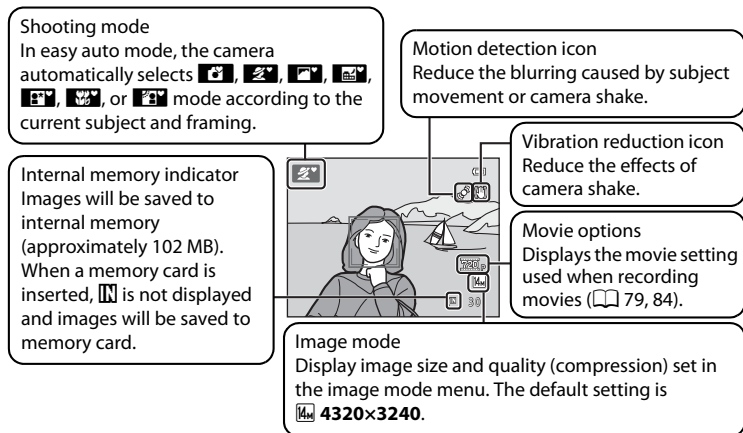 Shooting mode
In easy auto mode, the camera
automatically selects , , , ,
, , or mode according to the
current subject and framing.
Motion detection icon
Reduce the blurring caused by subject
movement or camera shake.
Vibration reduction icon
Reduce the effects of
camera shake.
Internal memory indicator
Images will be saved to
internal memory
(approximately 102 MB).
When a memory card is
inserted, IN is not displayed
and images will be saved to
memory card.
720p
14M
IN 30
Movie options
Displays the movie setting
used when recording
movies ( 79, 84).
Image mode
Display image size and quality (compression) set in
the image mode menu. The default setting is
14M 4320×3240.